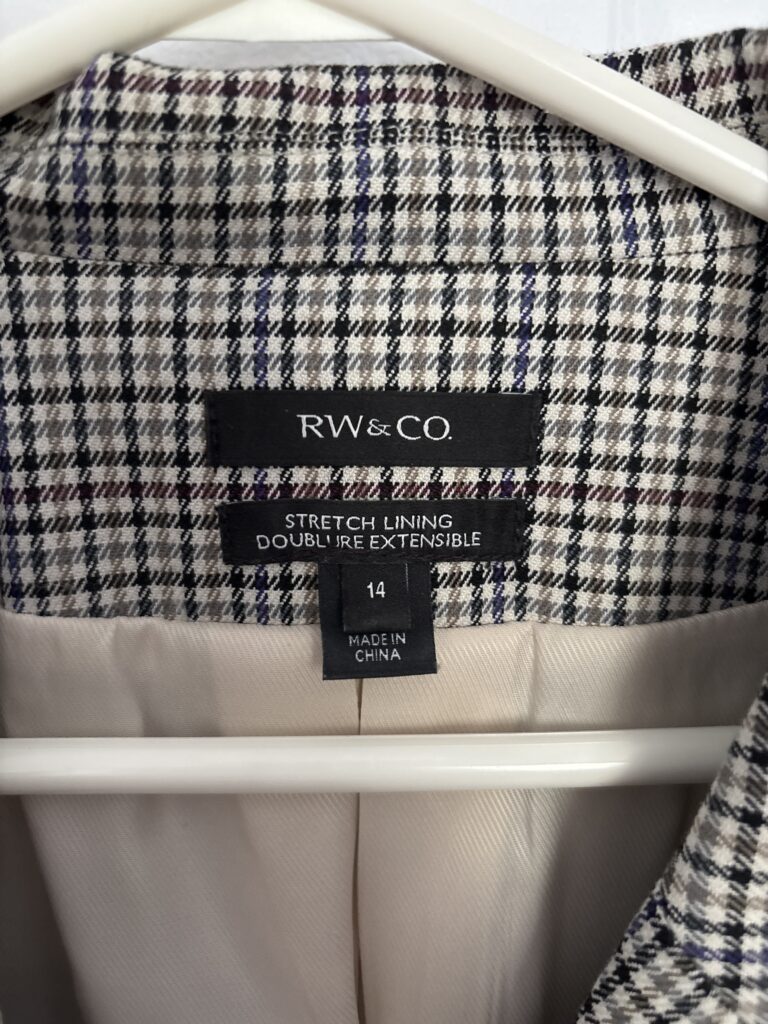 RW&CO.
STRETCH LINING
DOUBLURE EXTENSIBLE
14
MADE IN
CHINA